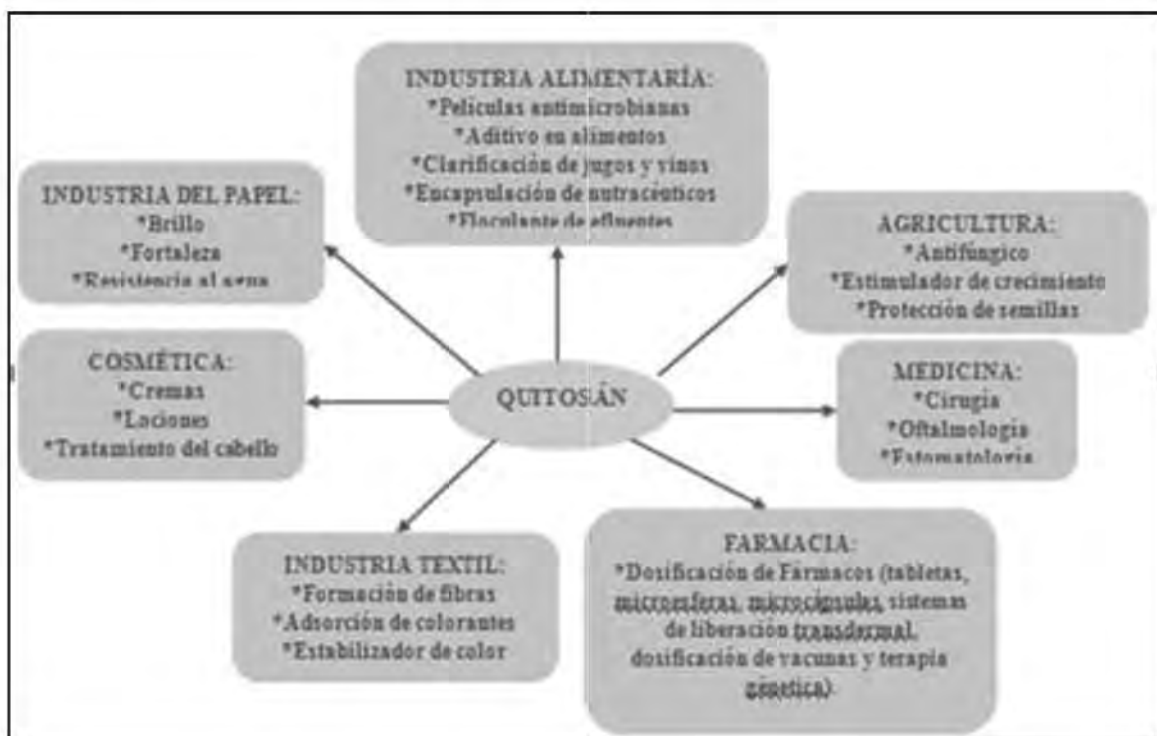 INDUSTRIA ALIMENTARÍA:
*Películas antimicrobianas
*Aditivo en alimentos
*Clarificación de jugos y vinos
*Encapsulación de nutracéuticos
*Floculante de efluentes
INDUSTRIA DEL PAPEL:
*Brillo
*Fortaleza
*Resistencia al agua
AGRICULTURA:
*Antifúngico
*Estimulador de crecimiento
*Protección de semillas
COSMÉTICA:
*Cremas
*Lociones
*Tratamiento del cabello
QUITOSÁN
MEDICINA:
*Cirugía
*Oftalmología
*Estomatología
INDUSTRIA TEXTIL:
*Formación de fibras
*Adsorción de colorantes
*Estabilizador de color
FARMACIA:
*Dosificación de Fármacos (tabletas,
microesferas, microcápsulas, sistemas
de liberación transdermal,
dosificación de vacunas y terapia
génetica)